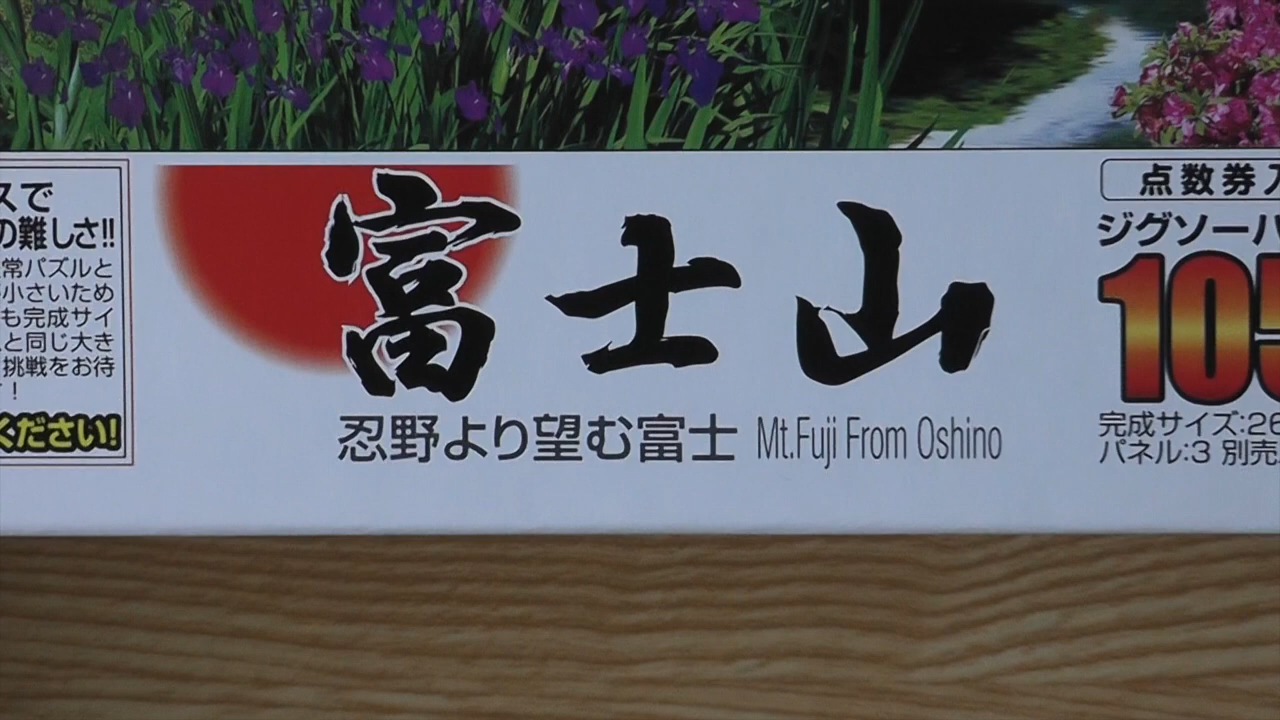 スで
の難しさ!!
常パズルと
小さいため
も完成サイ
と同じ大き
挑戦をお待
!
ください!
富士山
忍野より望む富士 Mt.Fuji From Oshino
点数券
ジグソー
105
完成サイズ:26
パネル:3 別売